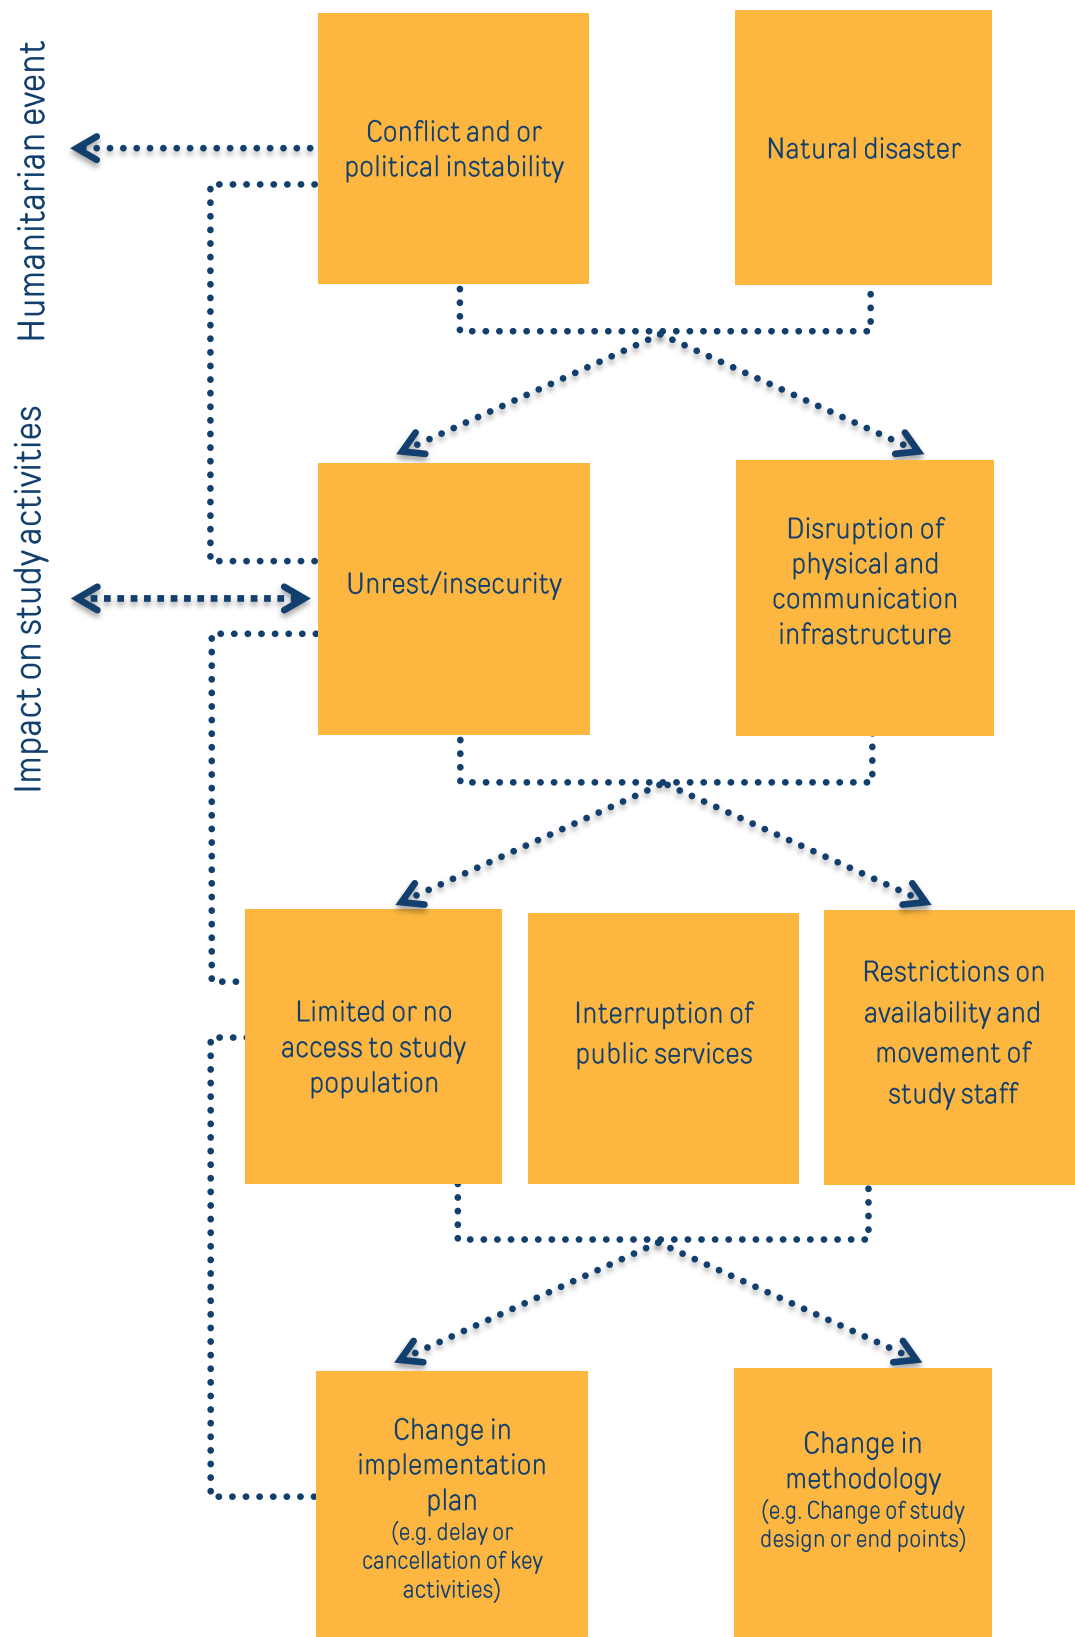 Humanitarian event
Conflict and or
political instability
Natural disaster
Impact on study activities
Unrest/insecurity
Disruption of
physical and
communication
infrastructure
Limited or no
access to study
population
Interruption of
public services
Restrictions on
availability and
movement of
study staff
Change in
implementation
plan
(e.g. delay or
cancellation of key
activities)
Change in
methodology
(e.g. Change of study
design or end points)